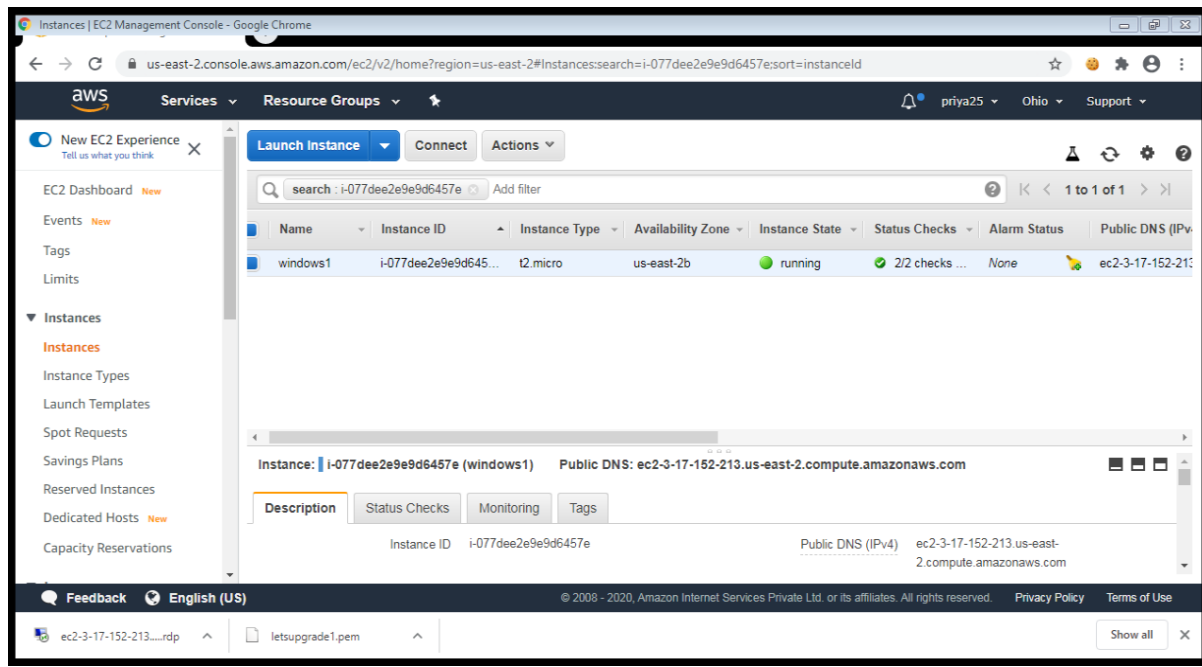 Instances | EC2 Management Console - Google Chrome
us-east-2.console.aws.amazon.com/ec2/v2/home?region=us-east-2#Instances:search=i-077dee2e9e9d6457e;sort=instanceId
aws Services Resource Groups priya25 Ohio Support
New EC2 Experience
Tell us what you think
EC2 Dashboard New
Events New
Tags
Limits
Instances
Instances
Instance Types
Launch Templates
Spot Requests
Savings Plans
Reserved Instances
Dedicated Hosts New
Capacity Reservations
Launch Instance Connect Actions
search : i-077dee2e9e9d6457e Add filter 1 to 1 of 1
Name Instance ID Instance Type Availability Zone Instance State Status Checks Alarm Status Public DNS (IPv
windows1 i-077dee2e9e9d645... t2.micro us-east-2b running 2/2 checks ... None ec2-3-17-152-213
Instance: i-077dee2e9e9d6457e (windows1) Public DNS: ec2-3-17-152-213.us-east-2.compute.amazonaws.com
Description Status Checks Monitoring Tags
Instance ID i-077dee2e9e9d6457e Public DNS (IPv4) ec2-3-17-152-213.us-east-
2.compute.amazonaws.com
Feedback English (US) © 2008 - 2020, Amazon Internet Services Private Ltd. or its affiliates. All rights reserved. Privacy Policy Terms of Use
ec2-3-17-152-213.....rdp letsupgrade1.pem Show all